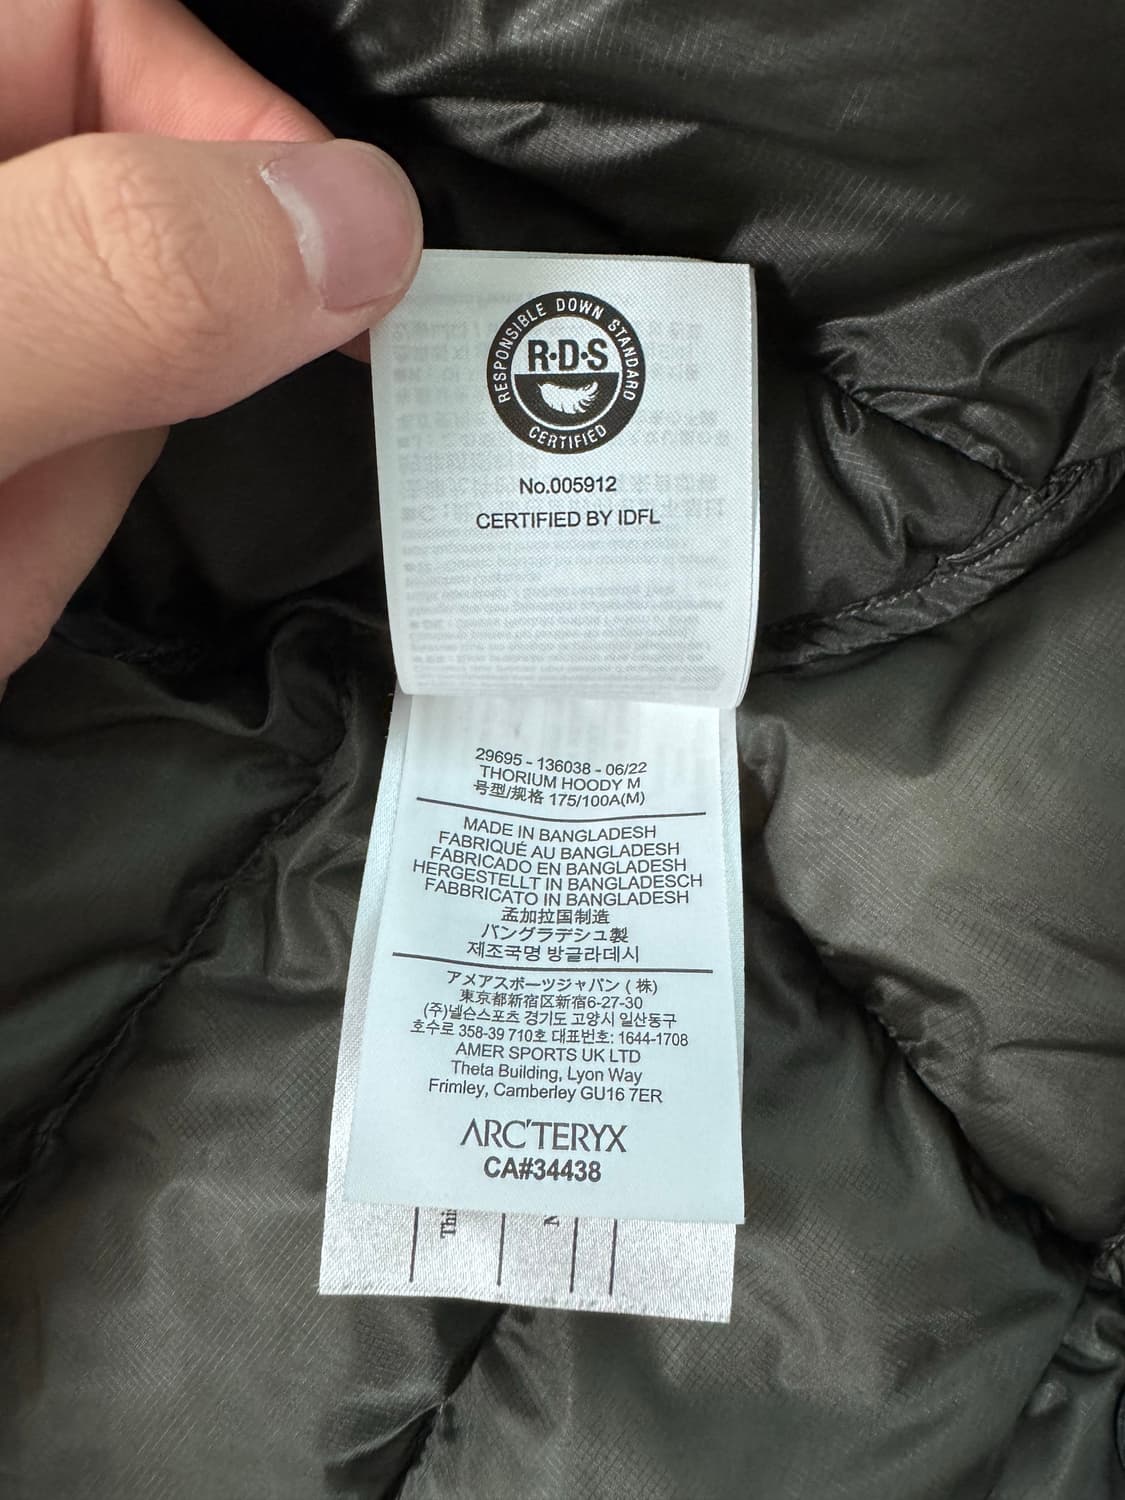 RESPONSIBLE DOWN STANDARD
R·D·S
CERTIFIED
No.005912
CERTIFIED BY IDFL
29695 - 136038 - 06/22
THORIUM HOODY M
号型/规格 175/100A(M)
MADE IN BANGLADESH
FABRIQUÉ AU BANGLADESH
FABRICADO EN BANGLADESH
HERGESTELLT IN BANGLADESCH
FABBRICATO IN BANGLADESH
孟加拉国制造
バングラデシュ製
제조국명 방글라데시
アメアスポーツジャパン ( 株)
東京都新宿区新宿6-27-30
(주)넬슨스포츠 경기도 고양시 일산동구
호수로 358-39 710호 대표번호: 1644-1708
AMER SPORTS UK LTD
Theta Building, Lyon Way
Frimley, Camberley GU16 7ER
ARC'TERYX
CA#34438